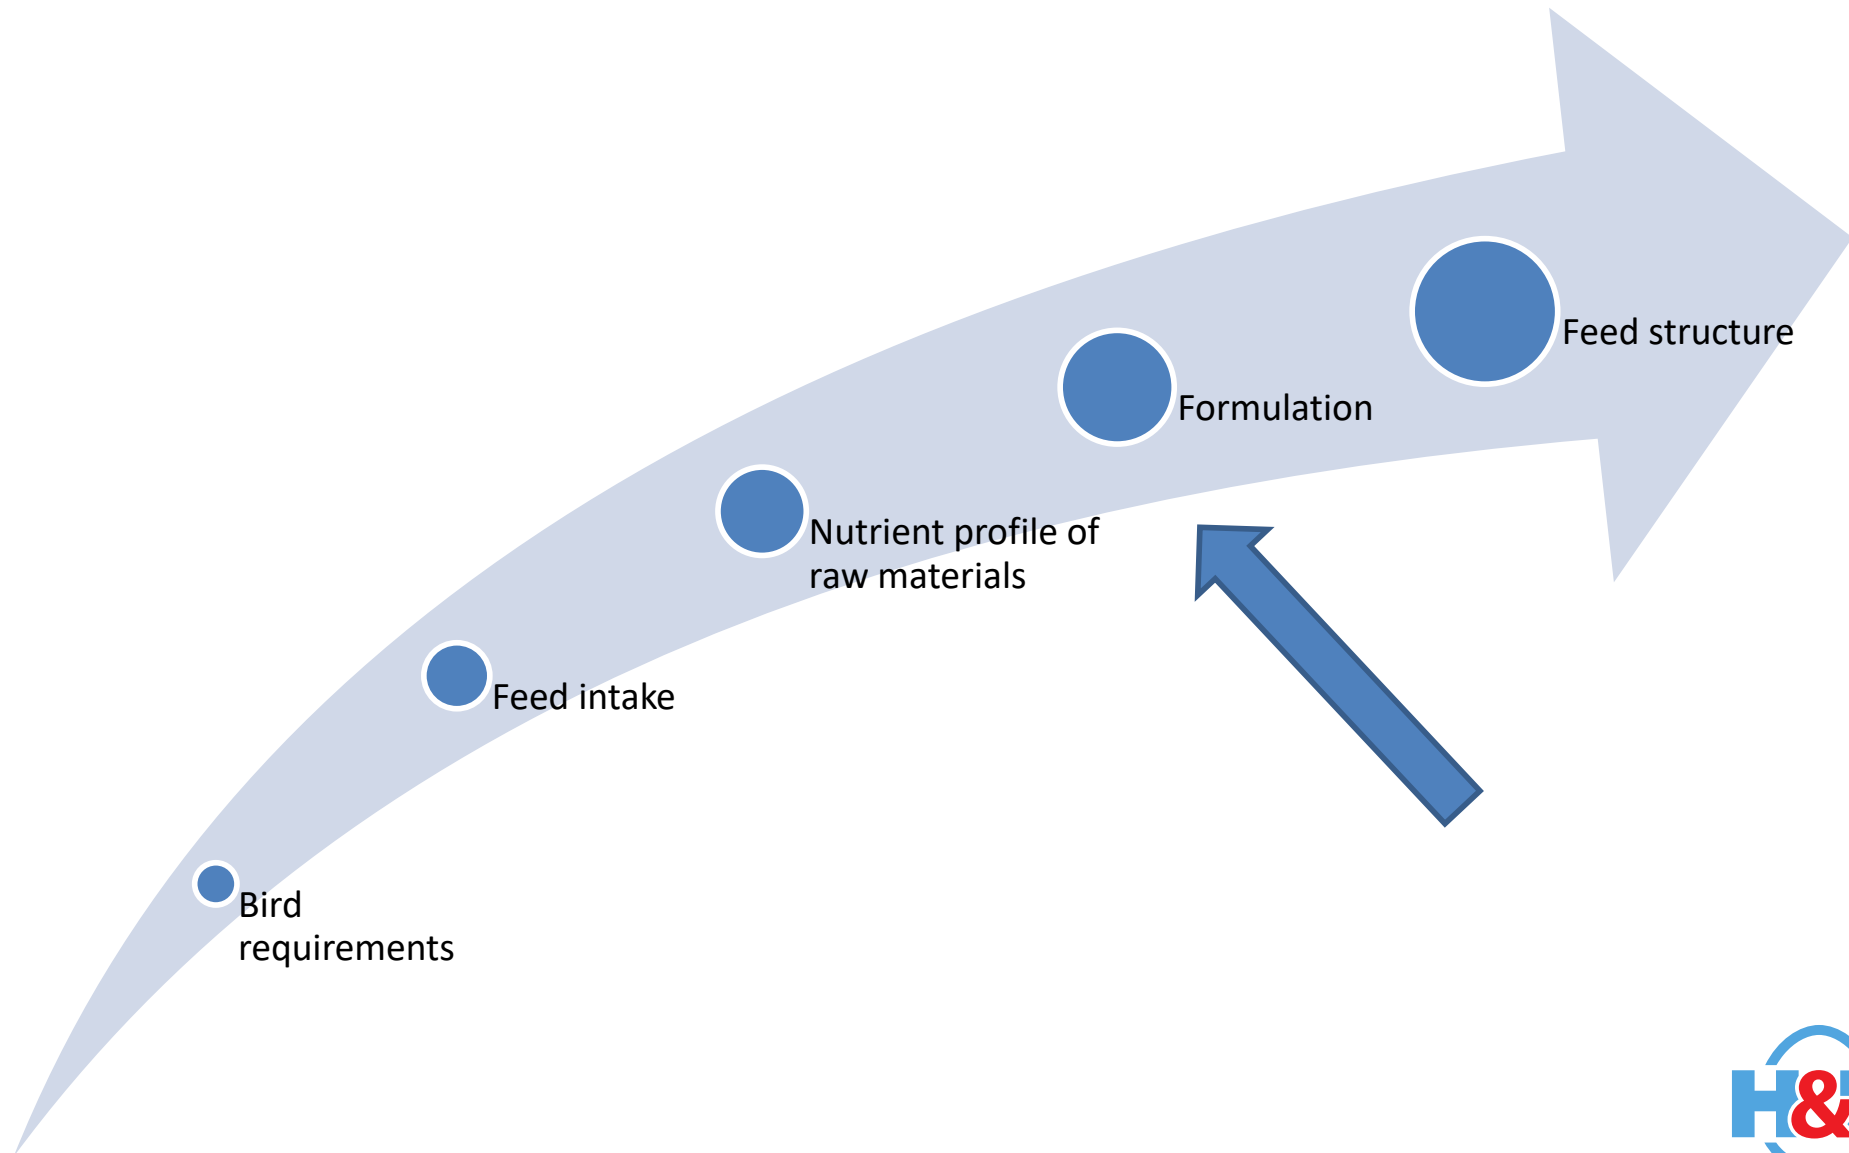 Feed structure
Formulation
Nutrient profile of
raw materials
Feed intake
Bird
requirements
H&